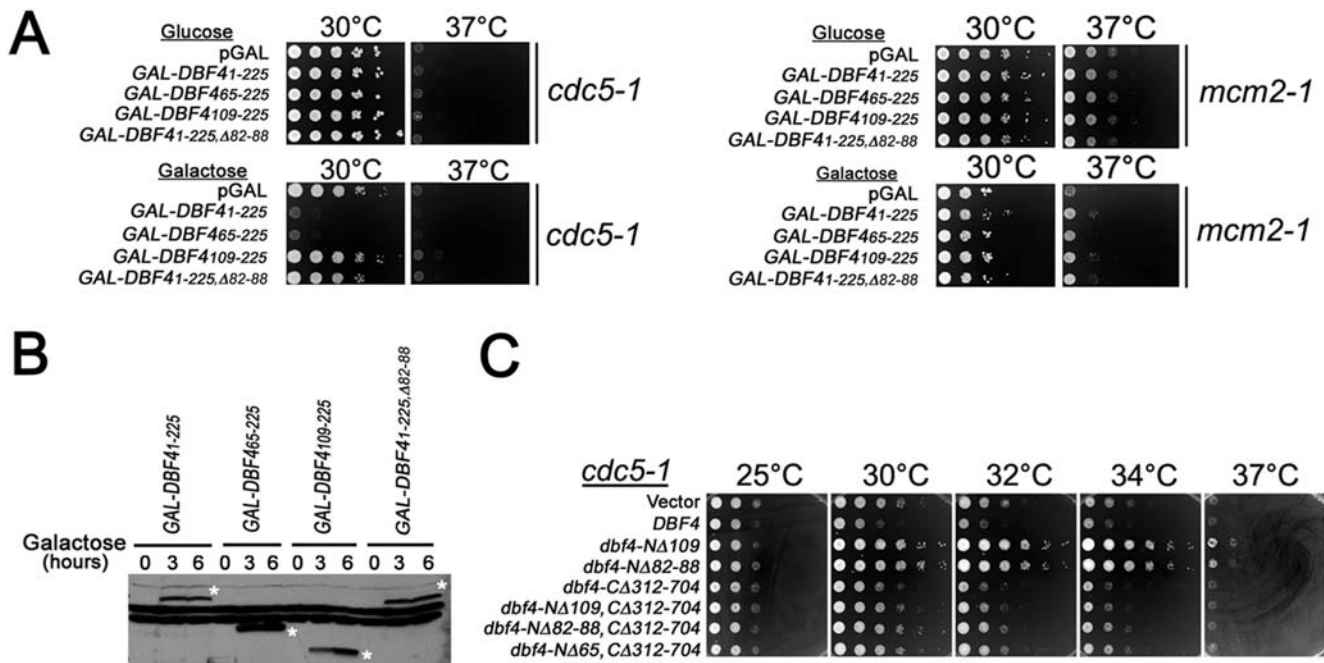 A
Glucose
30°C 37°C
pGAL
GAL-DBF41-225
GAL-DBF465-225
GAL-DBF4109-225
GAL-DBF41-225,Δ82-88
cdc5-1
Galactose
30°C 37°C
pGAL
GAL-DBF41-225
GAL-DBF465-225
GAL-DBF4109-225
GAL-DBF41-225,Δ82-88
cdc5-1
Glucose
30°C 37°C
pGAL
GAL-DBF41-225
GAL-DBF465-225
GAL-DBF4109-225
GAL-DBF41-225,Δ82-88
mcm2-1
Galactose
30°C 37°C
pGAL
GAL-DBF41-225
GAL-DBF465-225
GAL-DBF4109-225
GAL-DBF41-225,Δ82-88
mcm2-1
B
GAL-DBF41-225
GAL-DBF465-225
GAL-DBF4109-225
GAL-DBF41-225,Δ82-88
Galactose
(hours)
0 3 6 0 3 6 0 3 6 0 3 6
* * * *
C
cdc5-1 25°C 30°C 32°C 34°C 37°C
Vector
DBF4
dbf4-NΔ109
dbf4-NΔ82-88
dbf4-CΔ312-704
dbf4-NΔ109, CΔ312-704
dbf4-NΔ82-88, CΔ312-704
dbf4-NΔ65, CΔ312-704